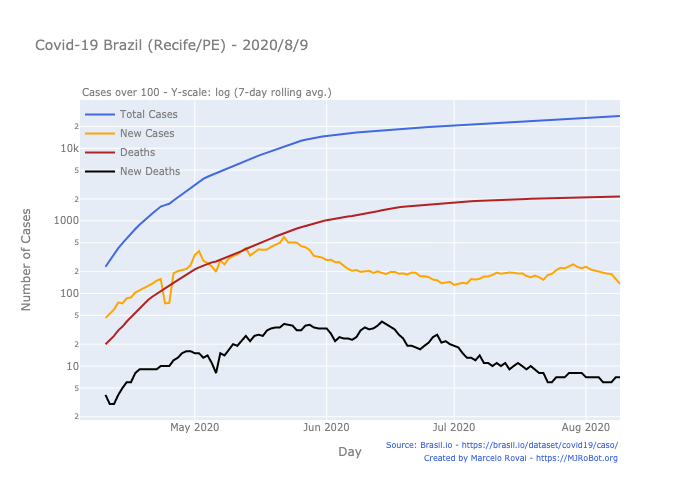 Covid-19 Brazil (Recife/PE) - 2020/8/9
Cases over 100 - Y-scale: log (7-day rolling avg.)
Total Cases
New Cases
Deaths
New Deaths
2
10k
5
2
1000
5
2
100
5
2
10
5
2
Number of Cases
May 2020
Jun 2020
Jul 2020
Aug 2020
Day
Source: Brasil.io - https://brasil.io/dataset/covid19/caso/
Created by Marcelo Rovai - https://MJRoBot.org